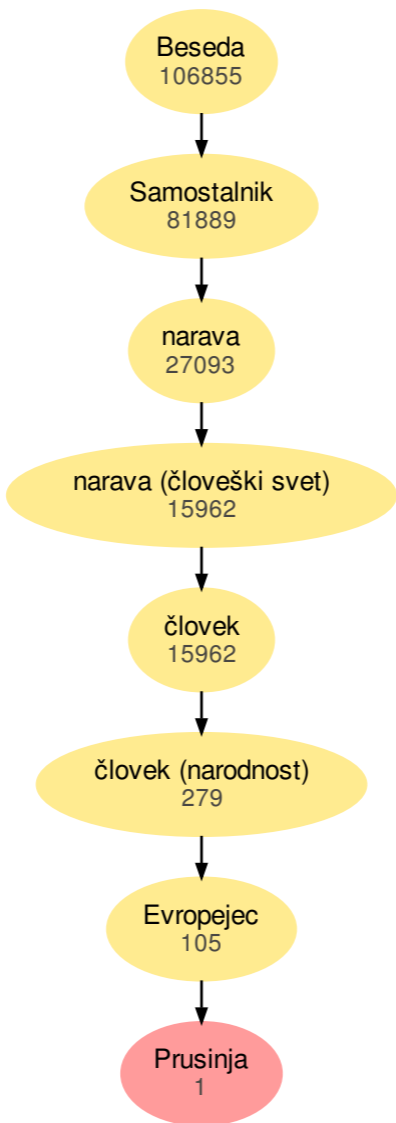 Beseda
106855
Samostalnik
81889
narava
27093
narava (človeški svet)
15962
človek
15962
človek (narodnost)
279
Evropejec
105
Prusinja
1